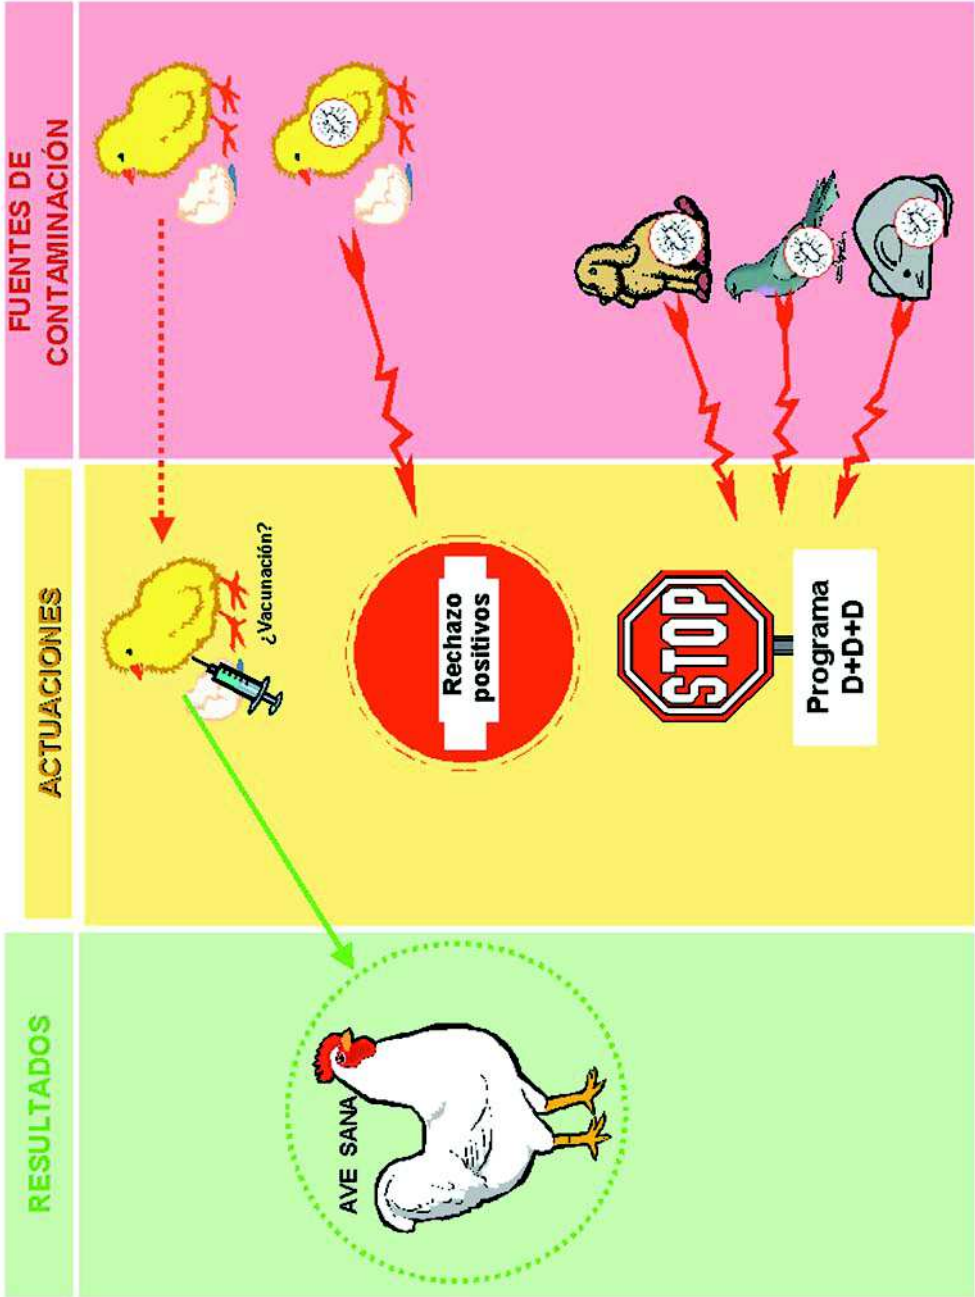 FUENTES DE
CONTAMINACIÓN
ACTUACIONES
RESULTADOS
¿Vacunación?
Rechazo
positivos
STOP
Programa
D+D+D
AVE SANA